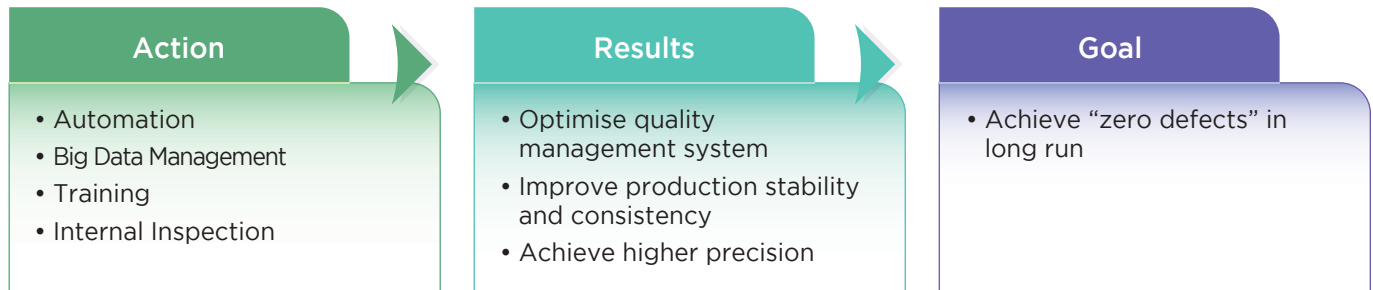 Action
• Automation
• Big Data Management
• Training
• Internal Inspection
Results
• Optimise quality
management system
• Improve production stability
and consistency
• Achieve higher precision
Goal
• Achieve “zero defects” in
long run